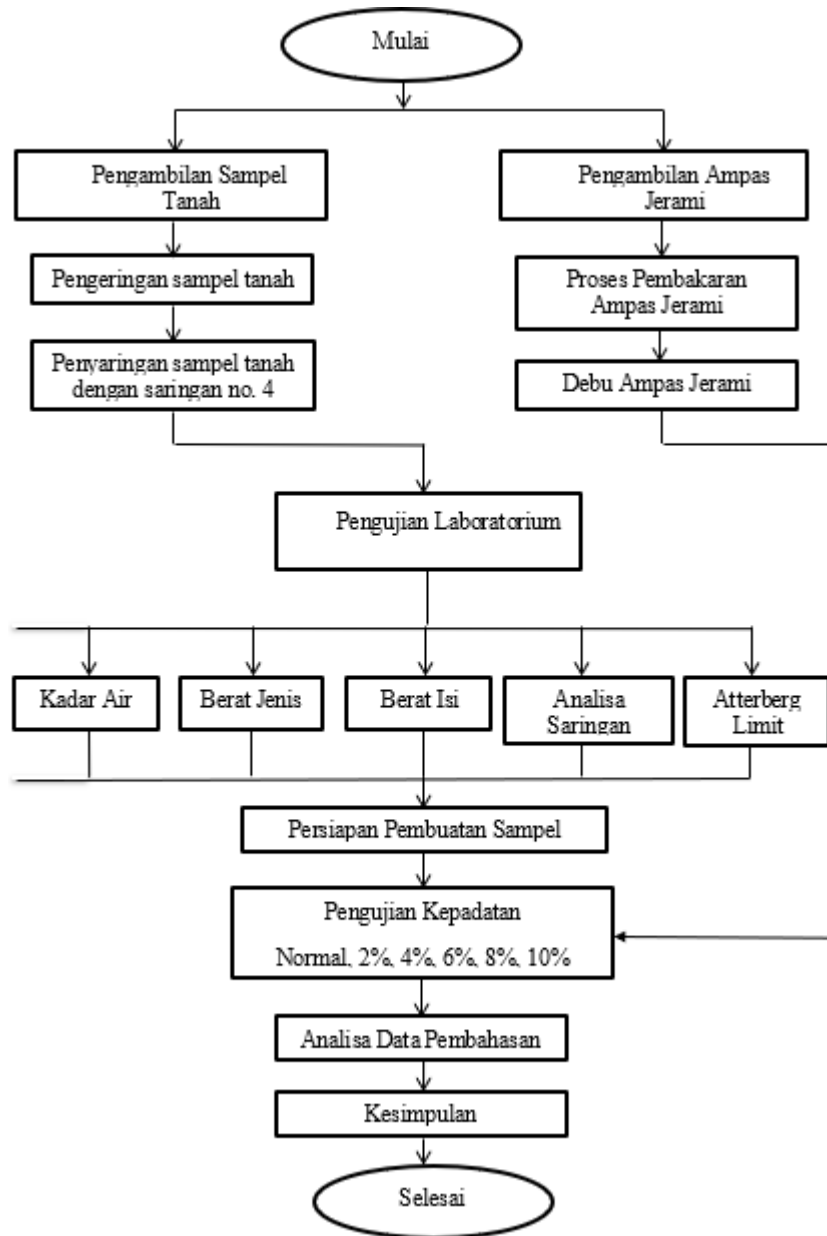 Mulai
Pengambilan Sampel
Tanah
Pengeringan sampel tanah
Penyaringan sampel tanah
dengan saringan no. 4
Pengambilan Ampas
Jerami
Proses Pembakaran
Ampas Jerami
Debu Ampas Jerami
Pengujian Laboratorium
Kadar Air
Berat Jenis
Berat Isi
Analisa
Saringan
Atterberg
Limit
Persiapan Pembuatan Sampel
Pengujian Kepadatan
Normal, 2%, 4%, 6%, 8%, 10%
Analisa Data Pembahasan
Kesimpulan
Selesai